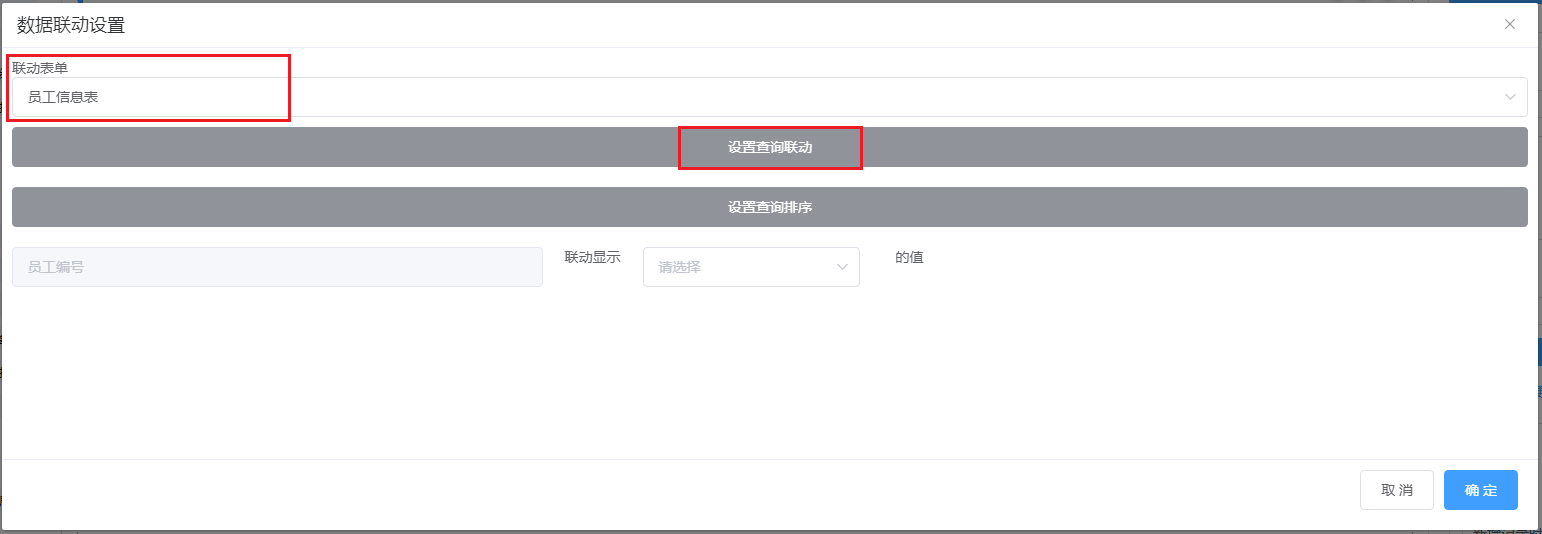 数据联动设置
联动表单
员工信息表
设置查询联动
设置查询排序
员工编号 联动显示 请选择 的值
取 消 确 定